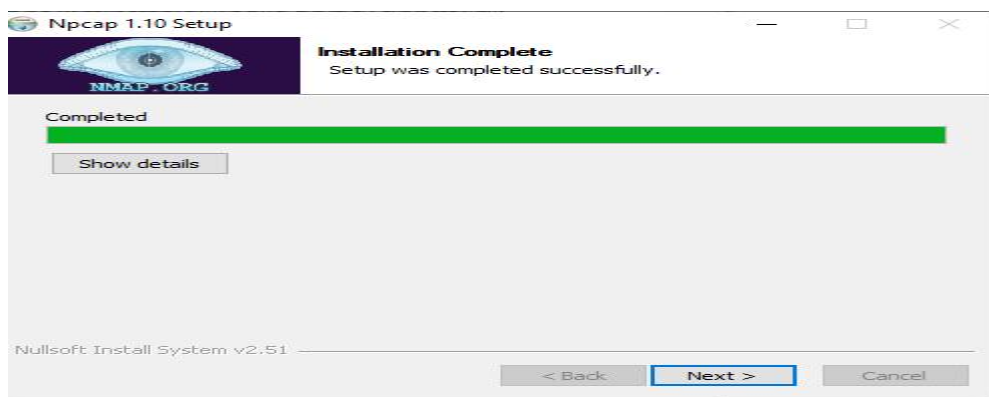 Npcap 1.10 Setup
Installation Complete
Setup was completed successfully.
NMAP.ORG
Completed
Show details
Nullsoft Install System v2.51
< Back
Next >
Cancel